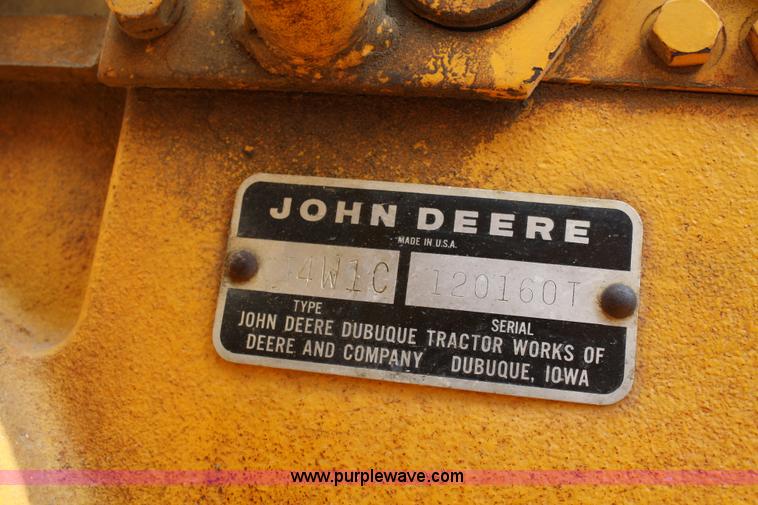 JOHN DEERE
MADE IN U.S.A.
J4W1C 120160T
TYPE SERIAL
JOHN DEERE DUBUQUE TRACTOR WORKS OF
DEERE AND COMPANY DUBUQUE, IOWA
www.purplewave.com